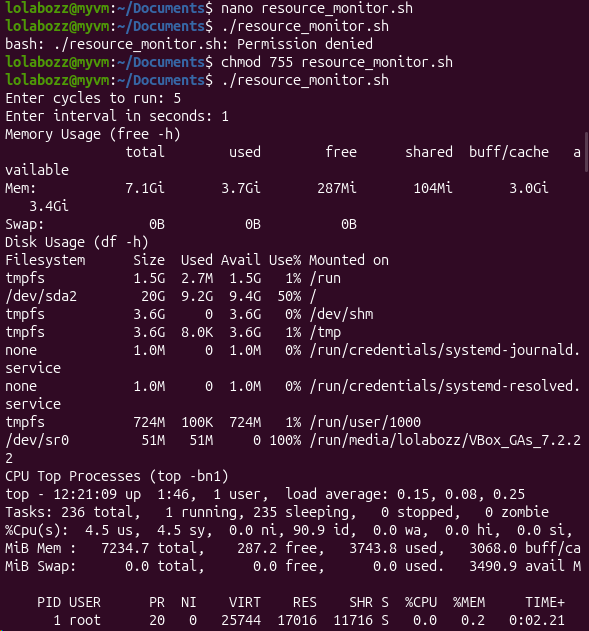 lolabozz@myvm:~/Documents$ nano resource_monitor.sh
lolabozz@myvm:~/Documents$ ./resource_monitor.sh
bash: ./resource_monitor.sh: Permission denied
lolabozz@myvm:~/Documents$ chmod 755 resource_monitor.sh
lolabozz@myvm:~/Documents$ ./resource_monitor.sh
Enter cycles to run: 5
Enter interval in seconds: 1
Memory Usage (free -h)
               total        used        free      shared  buff/cache   a
vailable
Mem:           7.1Gi       3.7Gi       287Mi       104Mi       3.0Gi
   3.4Gi
Swap:             0B          0B          0B
Disk Usage (df -h)
Filesystem      Size  Used Avail Use% Mounted on
tmpfs           1.5G  2.7M  1.5G   1% /run
/dev/sda2        20G  9.2G  9.4G  50% /
tmpfs           3.6G     0  3.6G   0% /dev/shm
tmpfs           3.6G  8.0K  3.6G   1% /tmp
none            1.0M     0  1.0M   0% /run/credentials/systemd-journald.
service
none            1.0M     0  1.0M   0% /run/credentials/systemd-resolved.
service
tmpfs           724M  100K  724M   1% /run/user/1000
/dev/sr0         51M   51M     0 100% /run/media/lolabozz/VBox_GAs_7.2.2
2
CPU Top Processes (top -bn1)
top - 12:21:09 up  1:46,  1 user,  load average: 0.15, 0.08, 0.25
Tasks: 236 total,   1 running, 235 sleeping,   0 stopped,   0 zombie
%Cpu(s):  4.5 us,  4.5 sy,  0.0 ni, 90.9 id,  0.0 wa,  0.0 hi,  0.0 si,
MiB Mem :   7234.7 total,    287.2 free,   3743.8 used,   3068.0 buff/ca
MiB Swap:      0.0 total,      0.0 free,      0.0 used.   3490.9 avail M
    PID USER      PR  NI    VIRT    RES    SHR S  %CPU  %MEM     TIME+
      1 root      20   0   25744  17016  11716 S   0.0   0.2   0:02.21